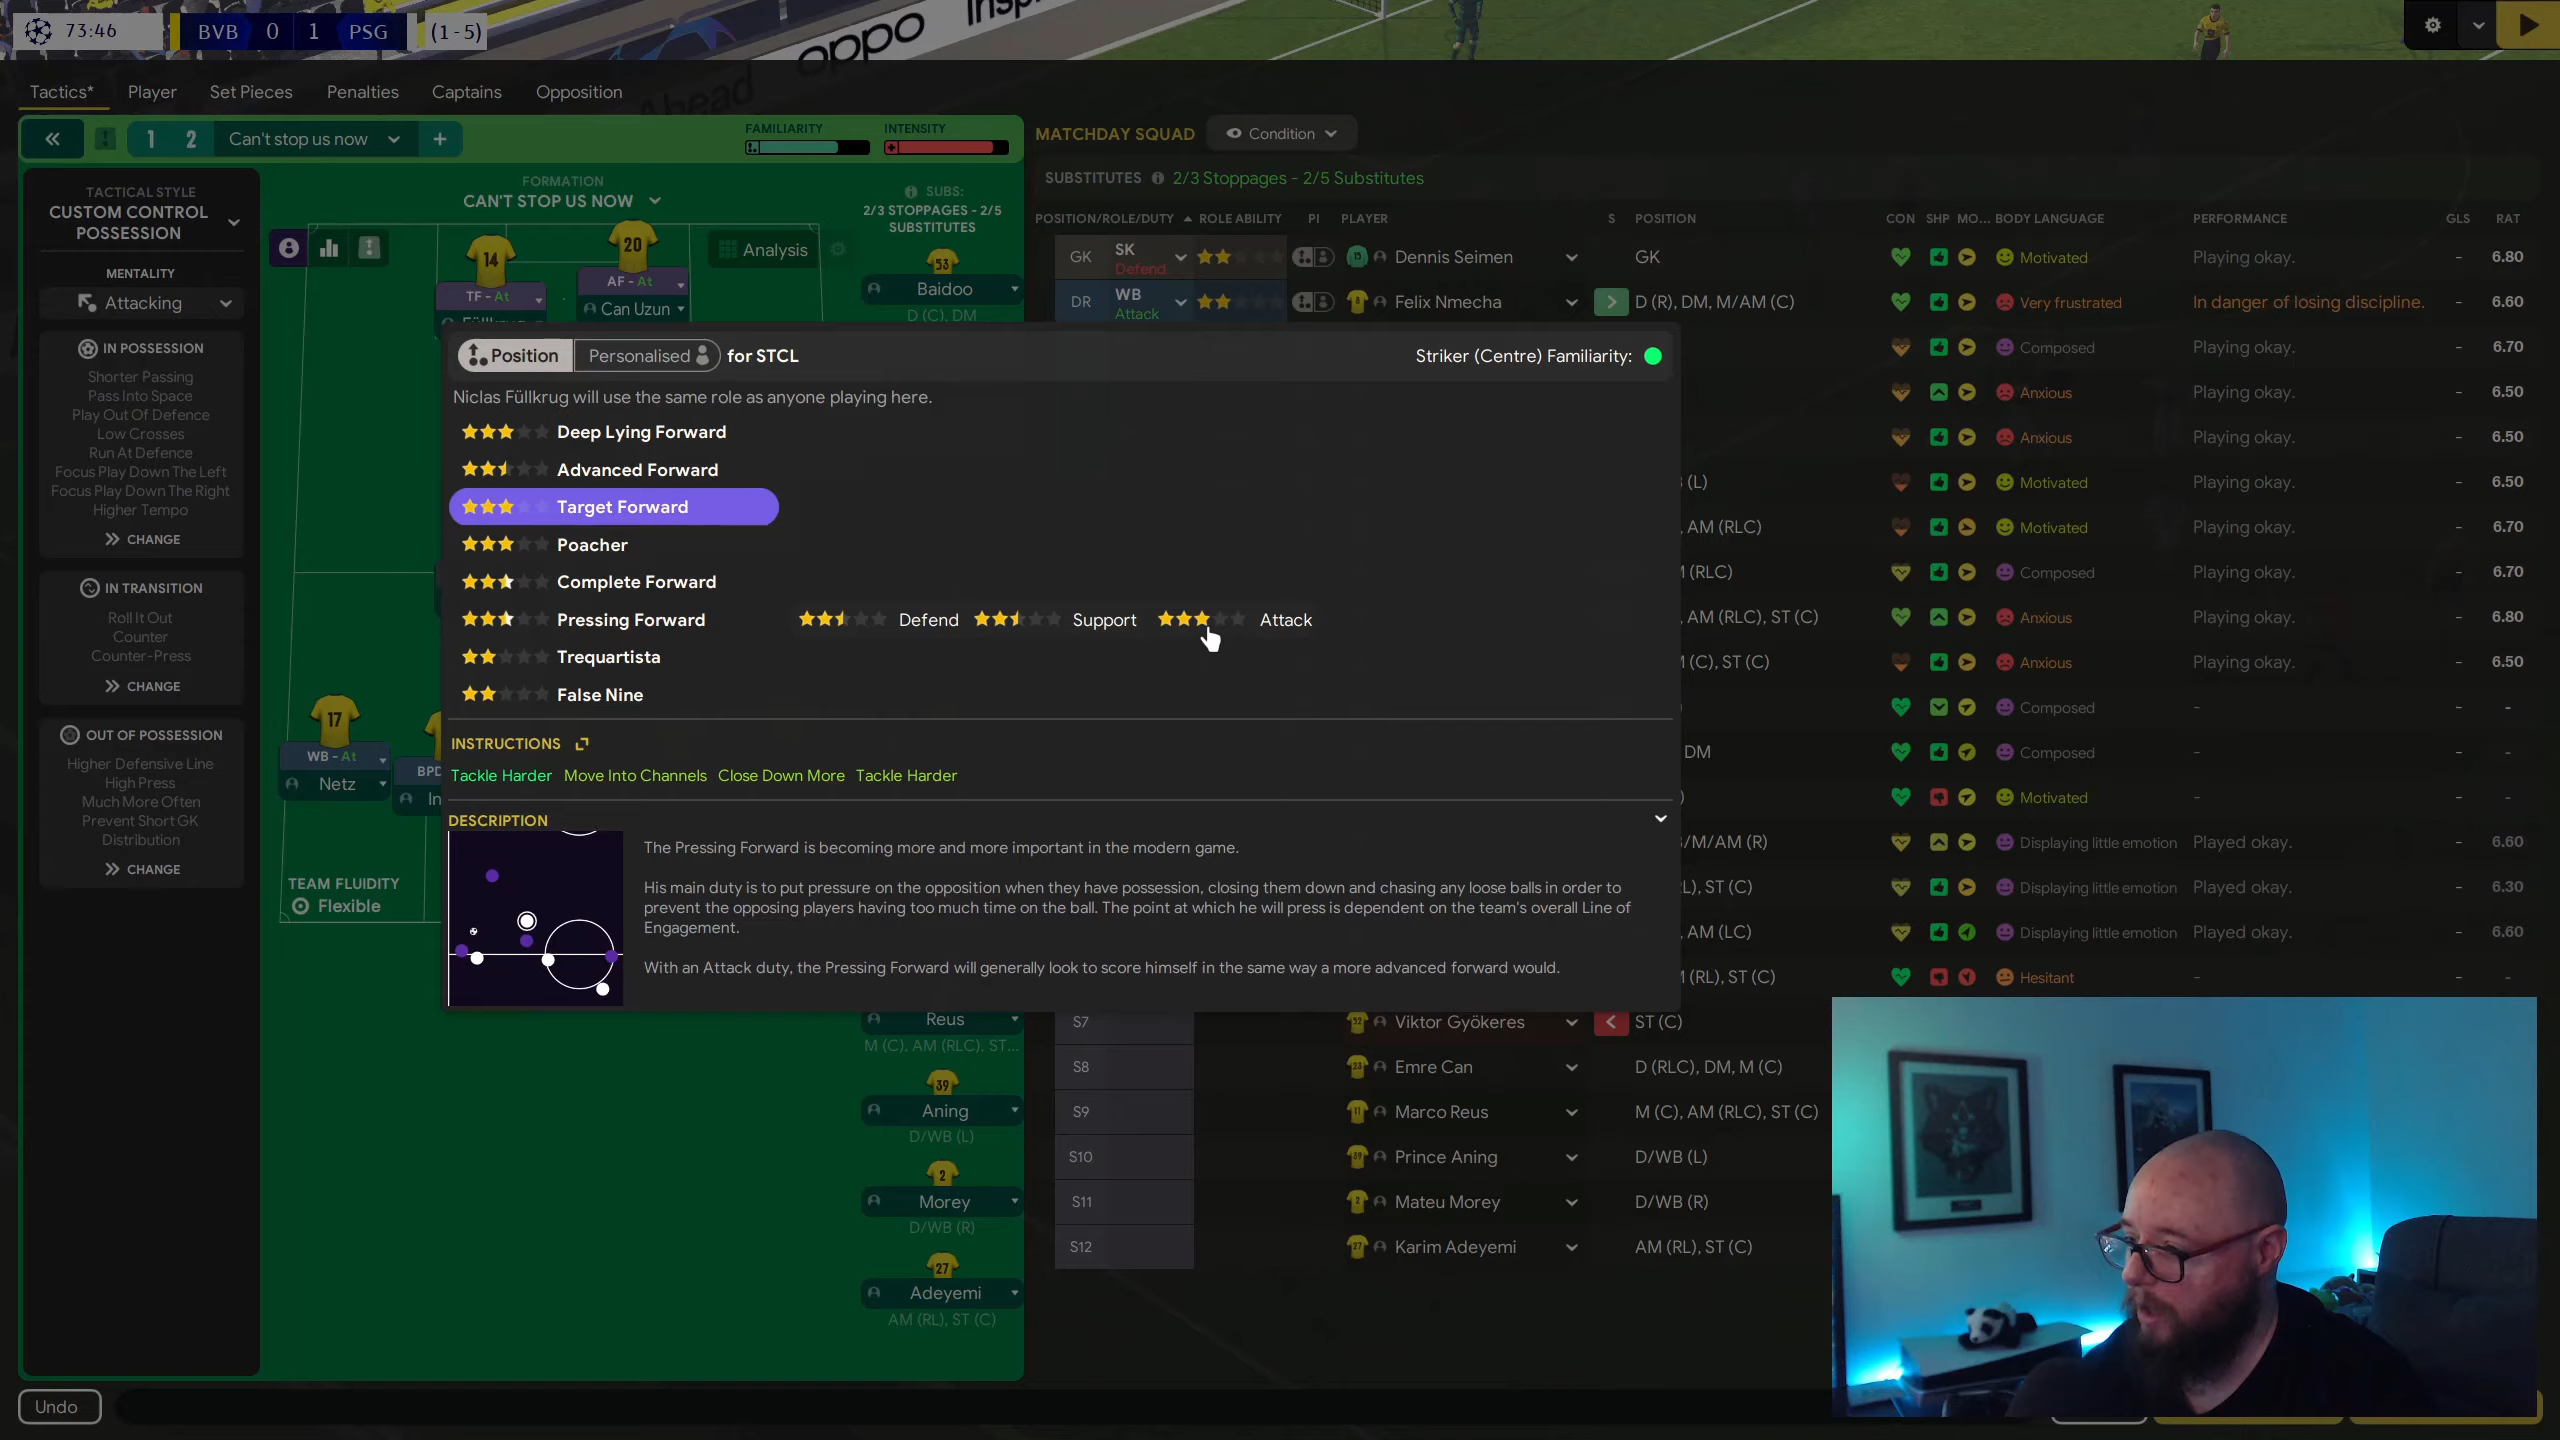 73:46 BVB 0 1 PSG (1 - 5)
oppo
Ahead
Tactics* Player Set Pieces Penalties Captains Opposition
1 2 Can't stop us now
FAMILIARITY INTENSITY
TACTICAL STYLE
CUSTOM CONTROL
POSSESSION
MENTALITY
Attacking
IN POSSESSION
Shorter Passing
Pass Into Space
Play Out Of Defence
Low Crosses
Run At Defence
Focus Play Down The Left
Focus Play Down The Right
Higher Tempo
CHANGE
IN TRANSITION
Roll It Out
Counter
Counter-Press
CHANGE
OUT OF POSSESSION
Higher Defensive Line
High Press
Much More Often
Prevent Short GK
Distribution
CHANGE
FORMATION
CAN'T STOP US NOW
SUBS:
2/3 STOPPAGES - 2/5
SUBSTITUTES
Analysis
14
TF - At
Füllkrug
20
AF - At
Can Uzun
53
Baidoo
D (C), DM
17
WB - At
Netz
BPD
In
TEAM FLUIDITY
Flexible
Reus
M (C), AM (RLC), ST...
39
Aning
D/WB (L)
2
Morey
D/WB (R)
27
Adeyemi
AM (RL), ST (C)
Undo
MATCHDAY SQUAD Condition
SUBSTITUTES 2/3 Stoppages - 2/5 Substitutes
POSITION/ROLE/DUTY ROLE ABILITY PI PLAYER S POSITION CON SHP MO... BODY LANGUAGE PERFORMANCE GLS RAT
GK SK Defend Dennis Seimen GK Motivated Playing okay. - 6.80
DR WB Attack Felix Nmecha D (R), DM, M/AM (C) Very frustrated In danger of losing discipline. - 6.60
Composed Playing okay. - 6.70
Anxious Playing okay. - 6.50
Anxious Playing okay. - 6.50
(L) Motivated Playing okay. - 6.50
AM (RLC) Motivated Playing okay. - 6.70
(RLC) Composed Playing okay. - 6.70
AM (RLC), ST (C) Anxious Playing okay. - 6.80
(C), ST (C) Anxious Playing okay. - 6.50
Composed - - -
DM Composed - - -
Motivated - - -
/M/AM (R) Displaying little emotion Played okay. - 6.60
), ST (C) Displaying little emotion Played okay. - 6.30
AM (LC) Displaying little emotion Played okay. - 6.60
(RL), ST (C) Hesitant - - -
S7 Viktor Gyökeres ST (C)
S8 Emre Can D (RLC), DM, M (C)
S9 Marco Reus M (C), AM (RLC), ST (C)
S10 Prince Aning D/WB (L)
S11 Mateu Morey D/WB (R)
S12 Karim Adeyemi AM (RL), ST (C)
Position Personalised for STCL Striker (Centre) Familiarity:
Niclas Füllkrug will use the same role as anyone playing here.
Deep Lying Forward
Advanced Forward
Target Forward
Poacher
Complete Forward
Pressing Forward Defend Support Attack
Trequartista
False Nine
INSTRUCTIONS
Tackle Harder Move Into Channels Close Down More Tackle Harder
DESCRIPTION
The Pressing Forward is becoming more and more important in the modern game.
His main duty is to put pressure on the opposition when they have possession, closing them down and chasing any loose balls in order to
prevent the opposing players having too much time on the ball. The point at which he will press is dependent on the team's overall Line of
Engagement.
With an Attack duty, the Pressing Forward will generally look to score himself in the same way a more advanced forward would.